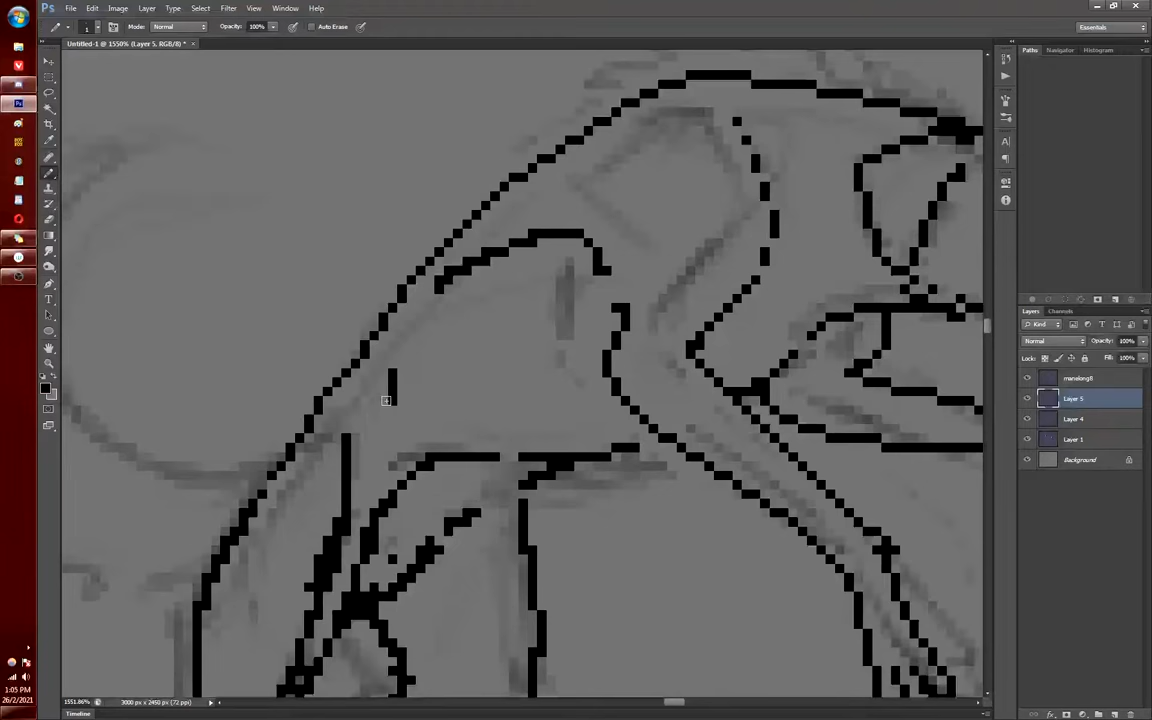 Ps File Edit Image Layer Type Select Filter View Window Help
1 Mode: Normal Opacity: 100% Auto Erase Essentials
Untitled-1 @ 1550% (Layer 5, RGB/8) * ×
Paths Navigator Histogram
Layers Channels
Kind
Normal Opacity: 100%
Lock: Fill: 100%
manelong8
Layer 5
Layer 4
Layer 1
Background
1:05 PM
26/2/2021
1551.86% 3000 px x 2450 px (72 ppi)
Timeline